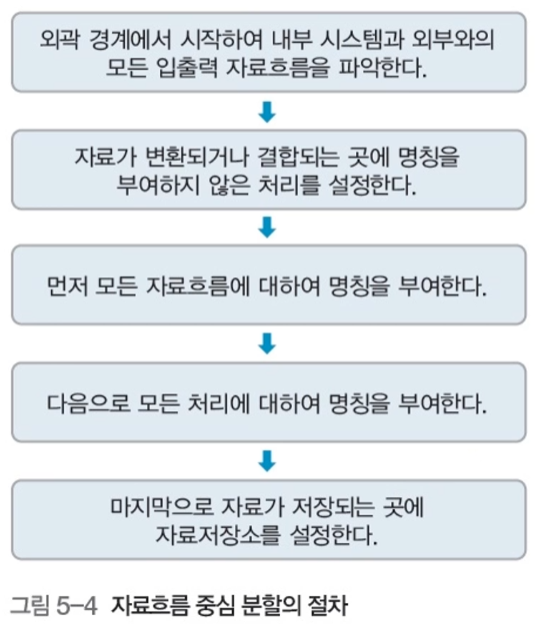 외곽 경계에서 시작하여 내부 시스템과 외부와의
모든 입출력 자료흐름을 파악한다.
자료가 변환되거나 결합되는 곳에 명칭을
부여하지 않은 처리를 설정한다.
먼저 모든 자료흐름에 대하여 명칭을 부여한다.
다음으로 모든 처리에 대하여 명칭을 부여한다.
마지막으로 자료가 저장되는 곳에
자료저장소를 설정한다.
그림 5-4 자료흐름 중심 분할의 절차